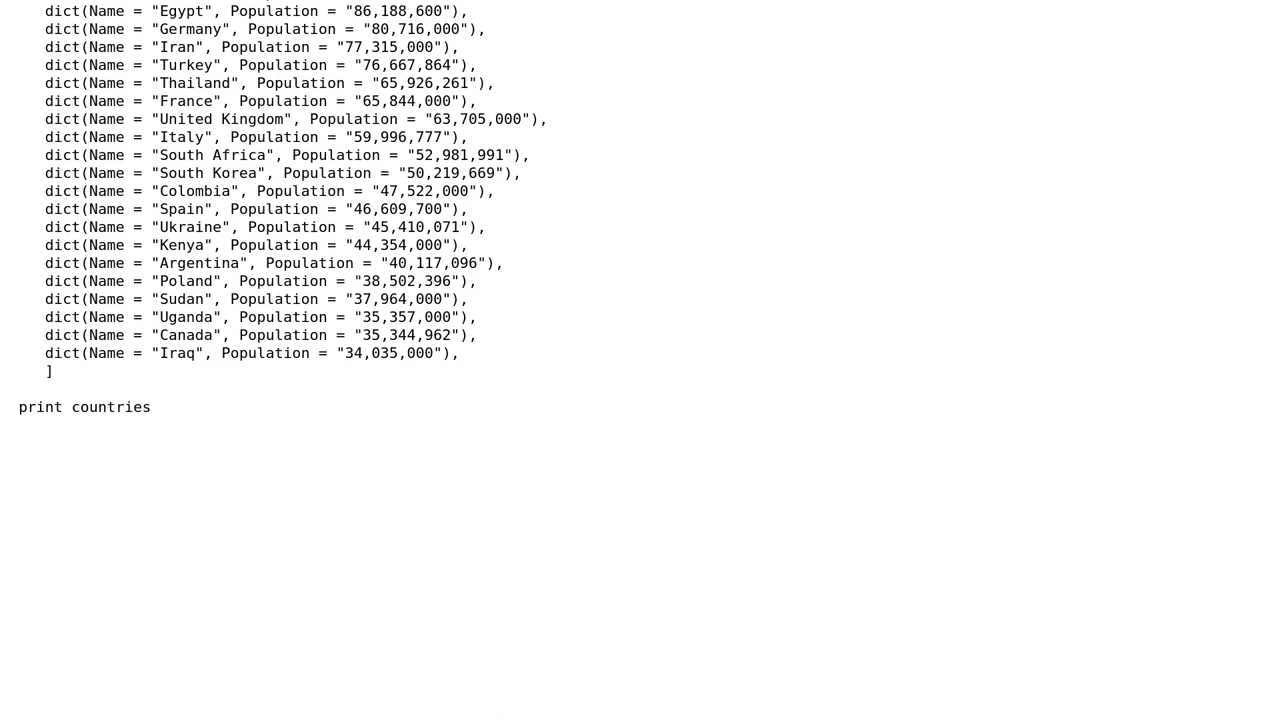 dict(Name = "Egypt", Population = "86,188,600"),
dict(Name = "Germany", Population = "80,716,000"),
dict(Name = "Iran", Population = "77,315,000"),
dict(Name = "Turkey", Population = "76,667,864"),
dict(Name = "Thailand", Population = "65,926,261"),
dict(Name = "France", Population = "65,844,000"),
dict(Name = "United Kingdom", Population = "63,705,000"),
dict(Name = "Italy", Population = "59,996,777"),
dict(Name = "South Africa", Population = "52,981,991"),
dict(Name = "South Korea", Population = "50,219,669"),
dict(Name = "Colombia", Population = "47,522,000"),
dict(Name = "Spain", Population = "46,609,700"),
dict(Name = "Ukraine", Population = "45,410,071"),
dict(Name = "Kenya", Population = "44,354,000"),
dict(Name = "Argentina", Population = "40,117,096"),
dict(Name = "Poland", Population = "38,502,396"),
dict(Name = "Sudan", Population = "37,964,000"),
dict(Name = "Uganda", Population = "35,357,000"),
dict(Name = "Canada", Population = "35,344,962"),
dict(Name = "Iraq", Population = "34,035,000"),
]
print countries